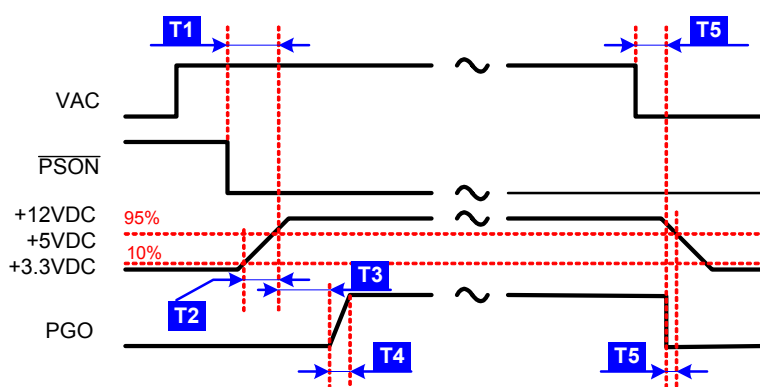 T1
T5
VAC
PSON
+12VDC
95%
+5VDC
10%
+3.3VDC
T3
T2
PGO
T4
T5